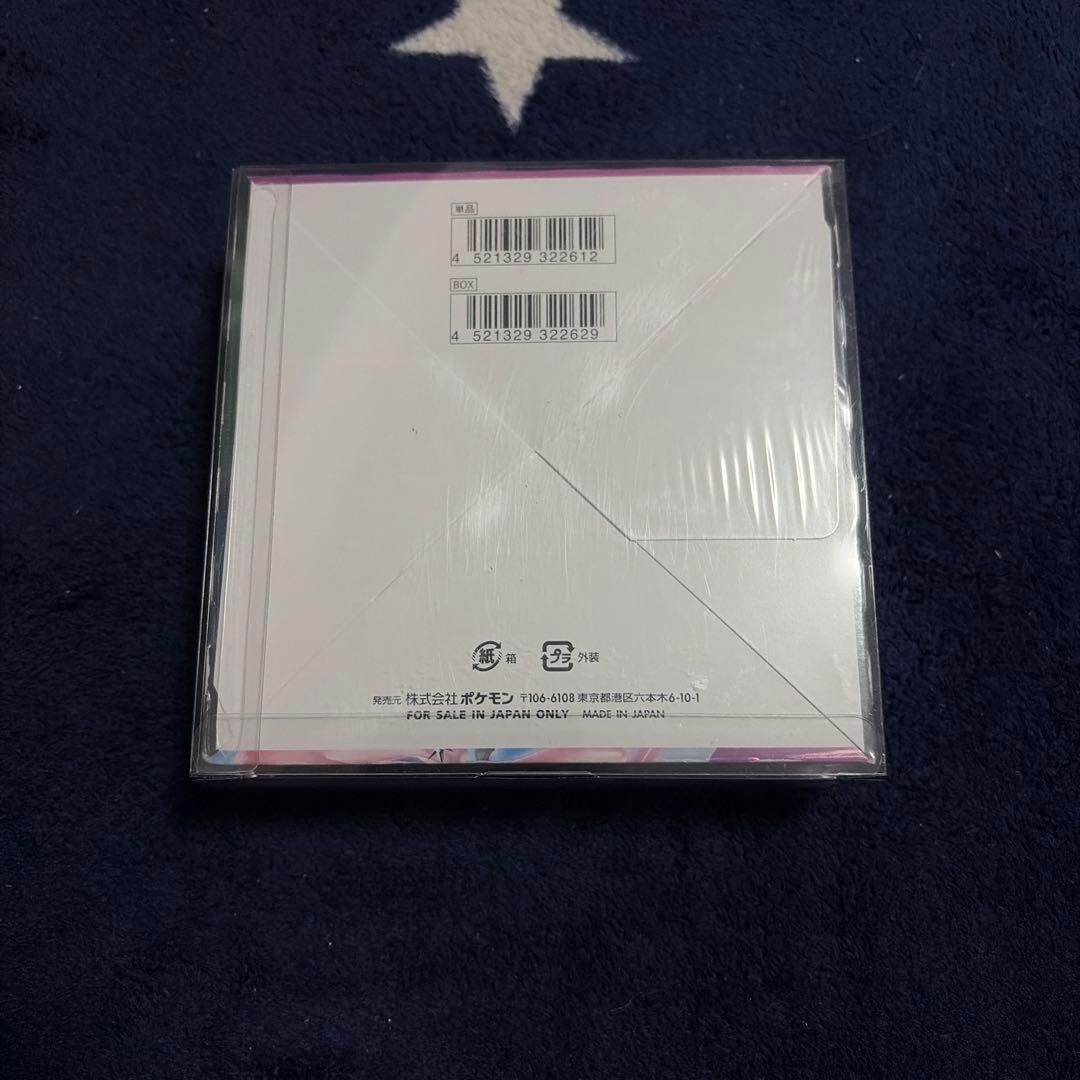 単品
4 521329 322612
BOX
4 521329 322629
紙 箱 プラ 外装
発売元 株式会社 ポケモン 〒106-6108 東京都港区六本木6-10-1
FOR SALE IN JAPAN ONLY MADE IN JAPAN